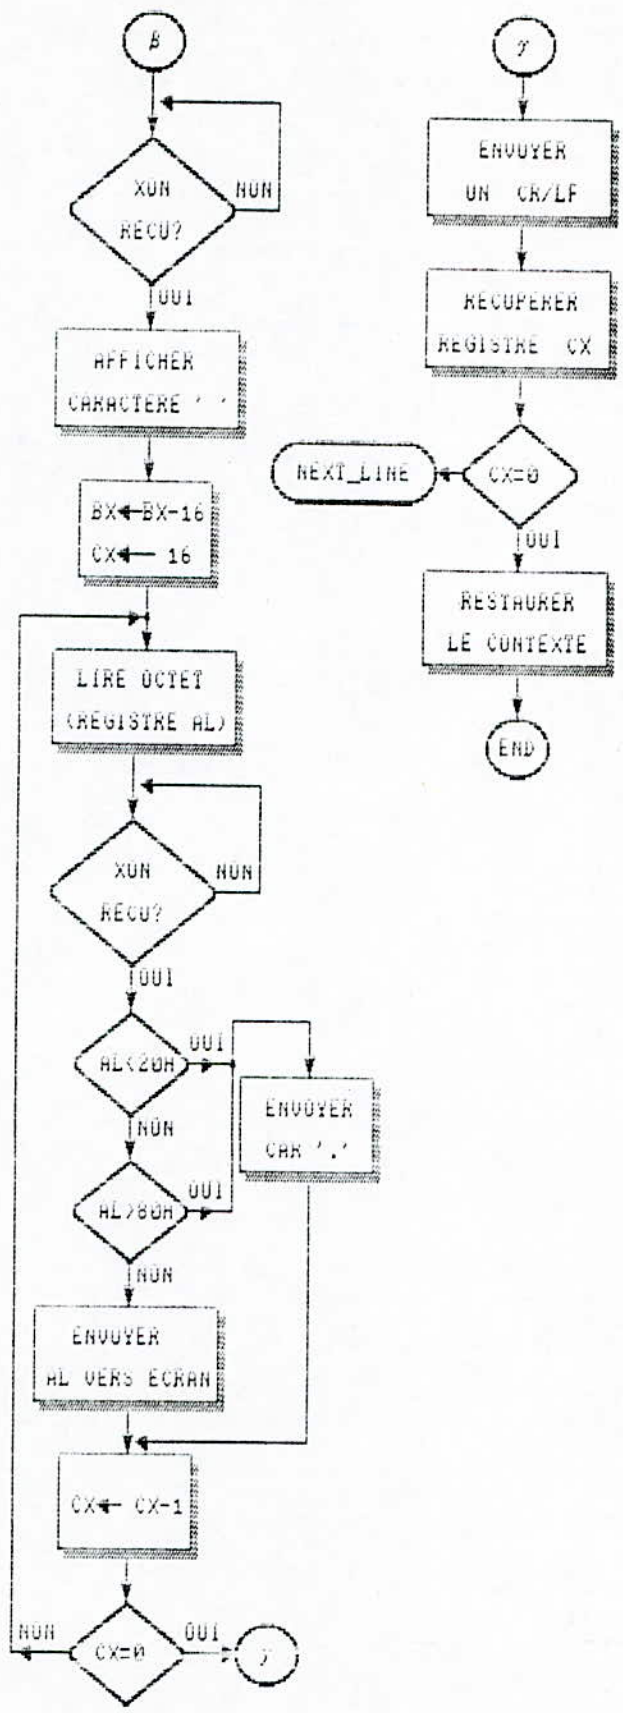 β
XON
RECU?
NON
OUI
AFFICHER
CARACTERE ' '
BX←BX-16
CX← 16
LIRE OCTET
(REGISTRE AL)
XON
RECU?
NON
OUI
AL<20H
OUI
NON
ENVOYER
CAR '.'
AL>80H
OUI
NON
ENVOYER
AL VERS ECRAN
CX← CX-1
CX=0
NON
OUI
γ
γ
ENVOYER
UN CR/LF
RECUPERER
REGISTRE CX
CX=0
NEXT_LINE
OUI
RESTAURER
LE CONTEXTE
END